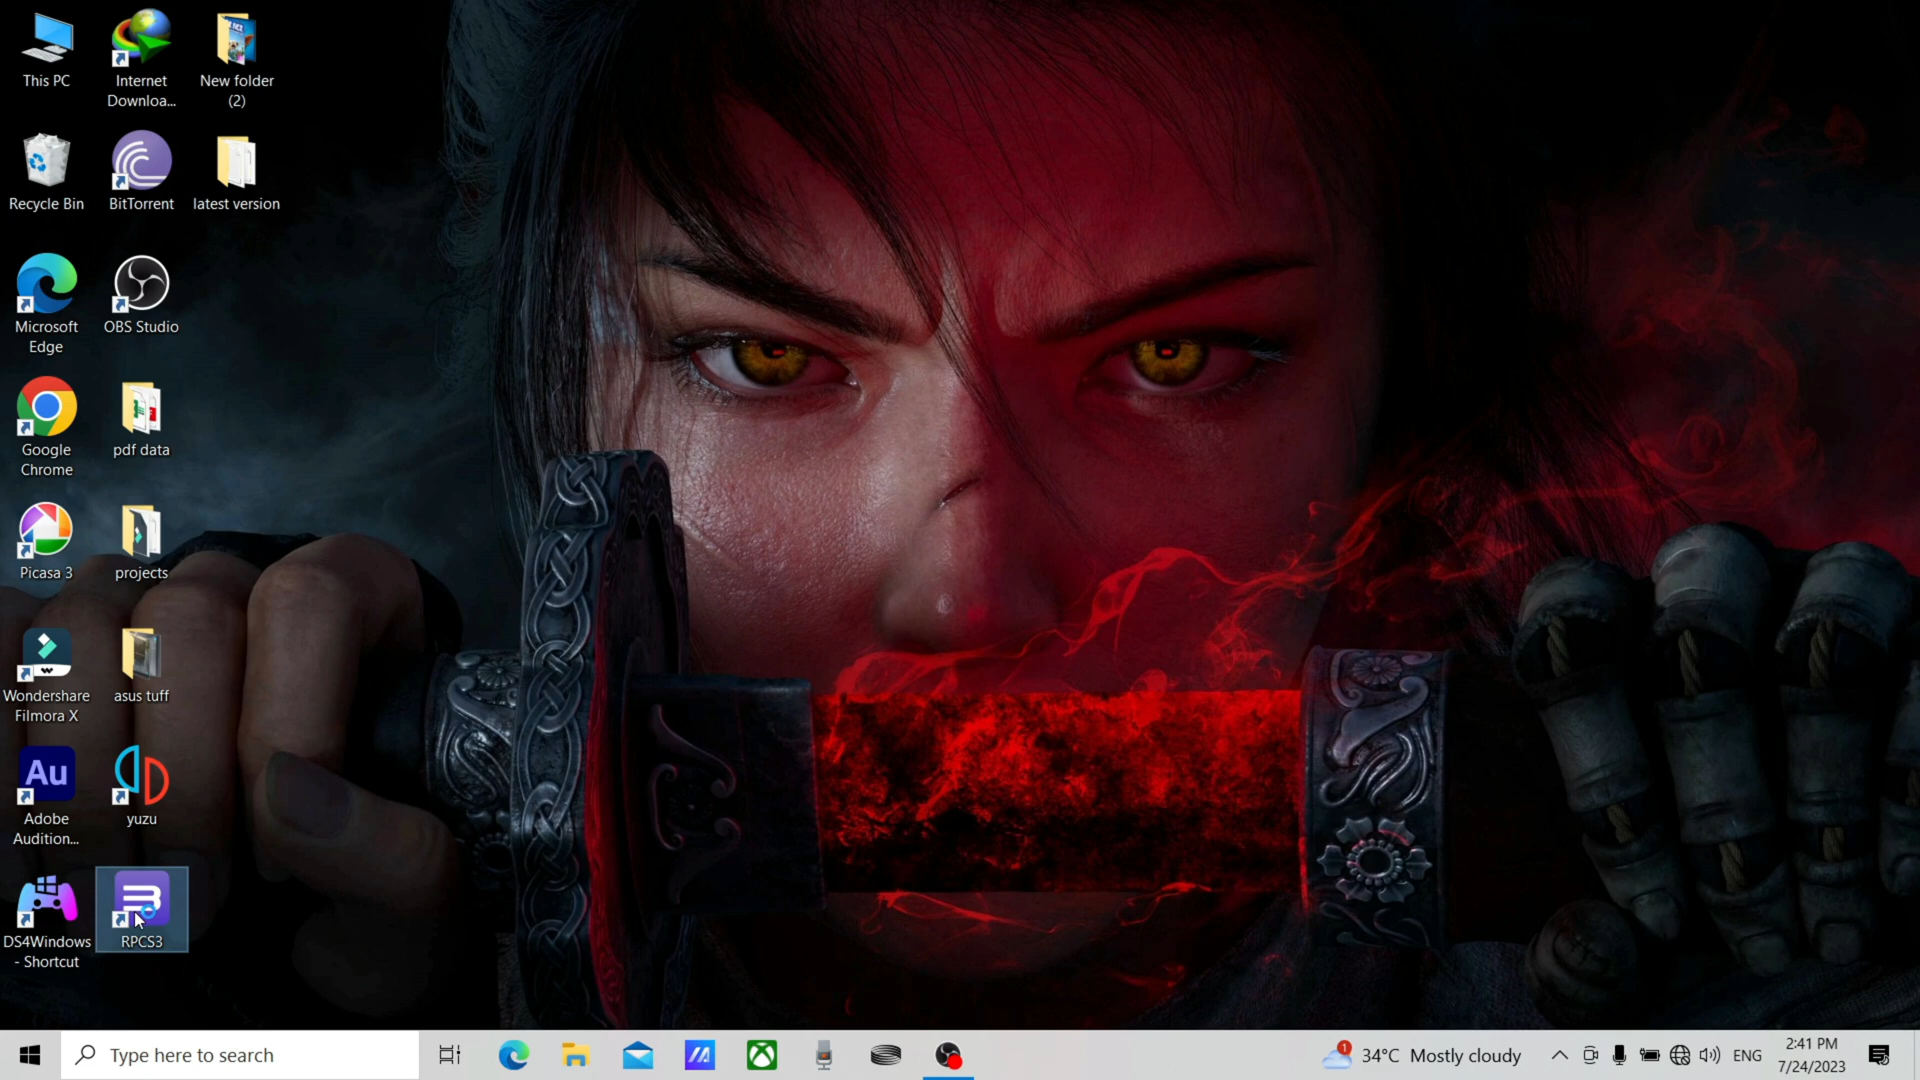 This PC
Internet
Downloa...
New folder
(2)
Recycle Bin
BitTorrent
latest version
Microsoft
Edge
OBS Studio
Google
Chrome
pdf data
Picasa 3
projects
Wondershare
Filmora X
asus tuff
Au
Adobe
Audition...
yuzu
DS4Windows
- Shortcut
RPCS3
Type here to search
1
34°C Mostly cloudy
ENG
2:41 PM
7/24/2023